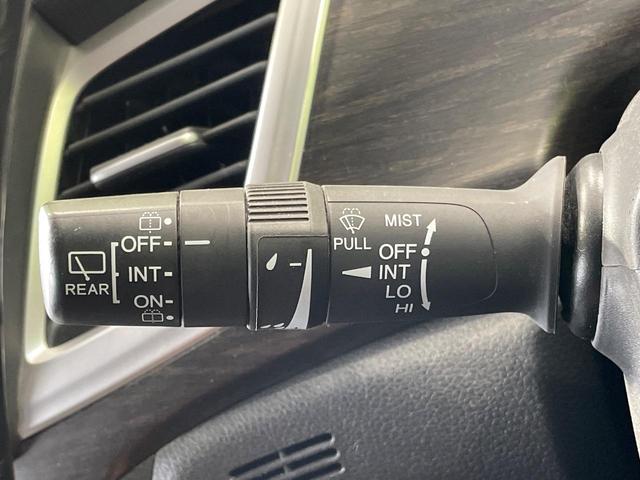 REAR
OFF
INT
ON
PULL
MIST
OFF
INT
LO
HI